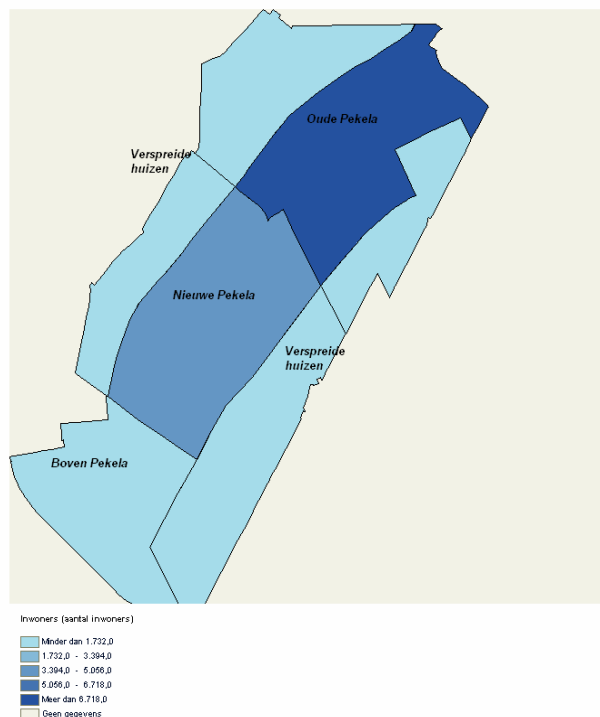 Oude Pekela
Verspreide
huizen
Nieuwe Pekela
Verspreide
huizen
Boven Pekela
Inwoners (aantal inwoners)
Minder dan 1.732,0
1.732,0 - 3.394,0
3.394,0 - 5.056,0
5.056,0 - 6.718,0
Meer dan 6.718,0
Geen gegevens